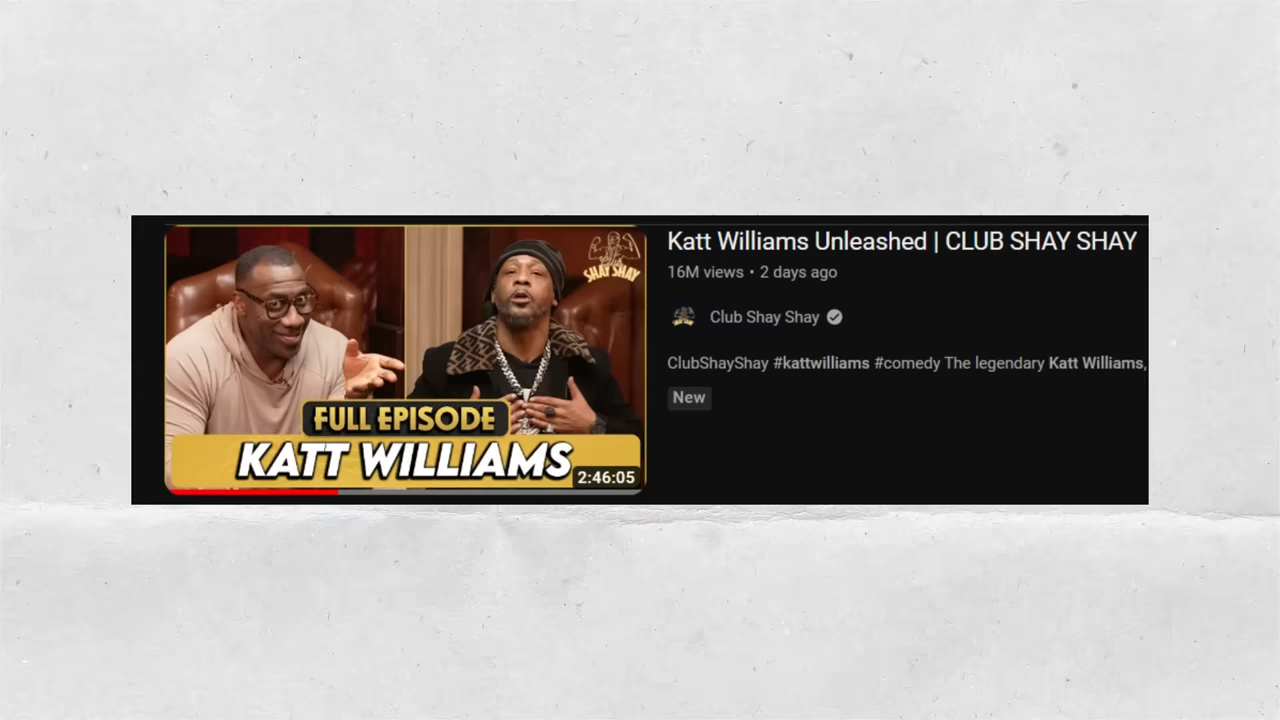 Katt Williams Unleashed | CLUB SHAY SHAY
16M views • 2 days ago
Club Shay Shay
ClubShayShay #kattwilliams #comedy The legendary Katt Williams,
New
SHAY SHAY
FULL EPISODE
KATT WILLIAMS
2:46:05